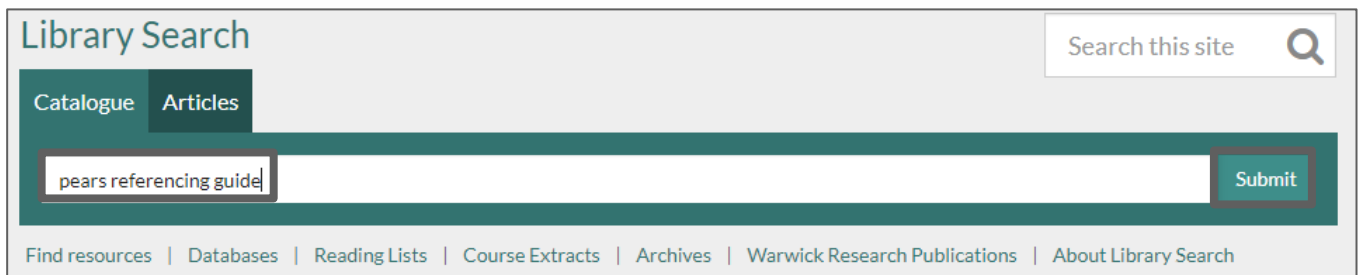 Library Search
Search this site
Catalogue Articles
pears referencing guide
Submit
Find resources | Databases | Reading Lists | Course Extracts | Archives | Warwick Research Publications | About Library Search